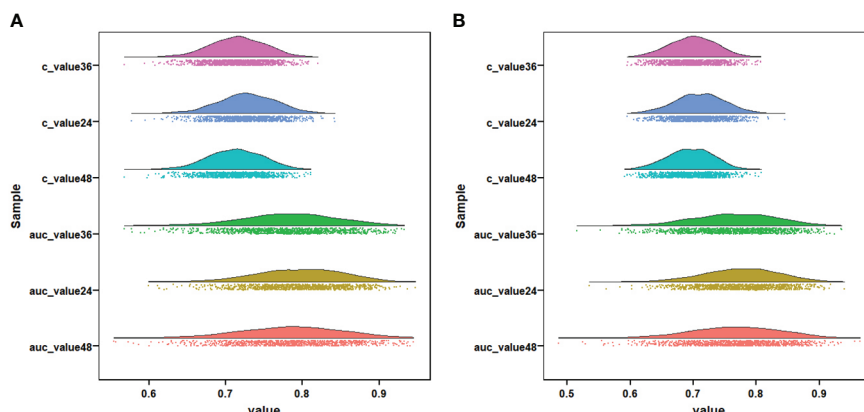 A
B
c_value36
c_value24
c_value48
auc_value36
auc_value24
auc_value48
Sample
0.6 0.7 0.8 0.9
value
c_value36
c_value24
c_value48
auc_value36
auc_value24
auc_value48
Sample
0.5 0.6 0.7 0.8 0.9
value